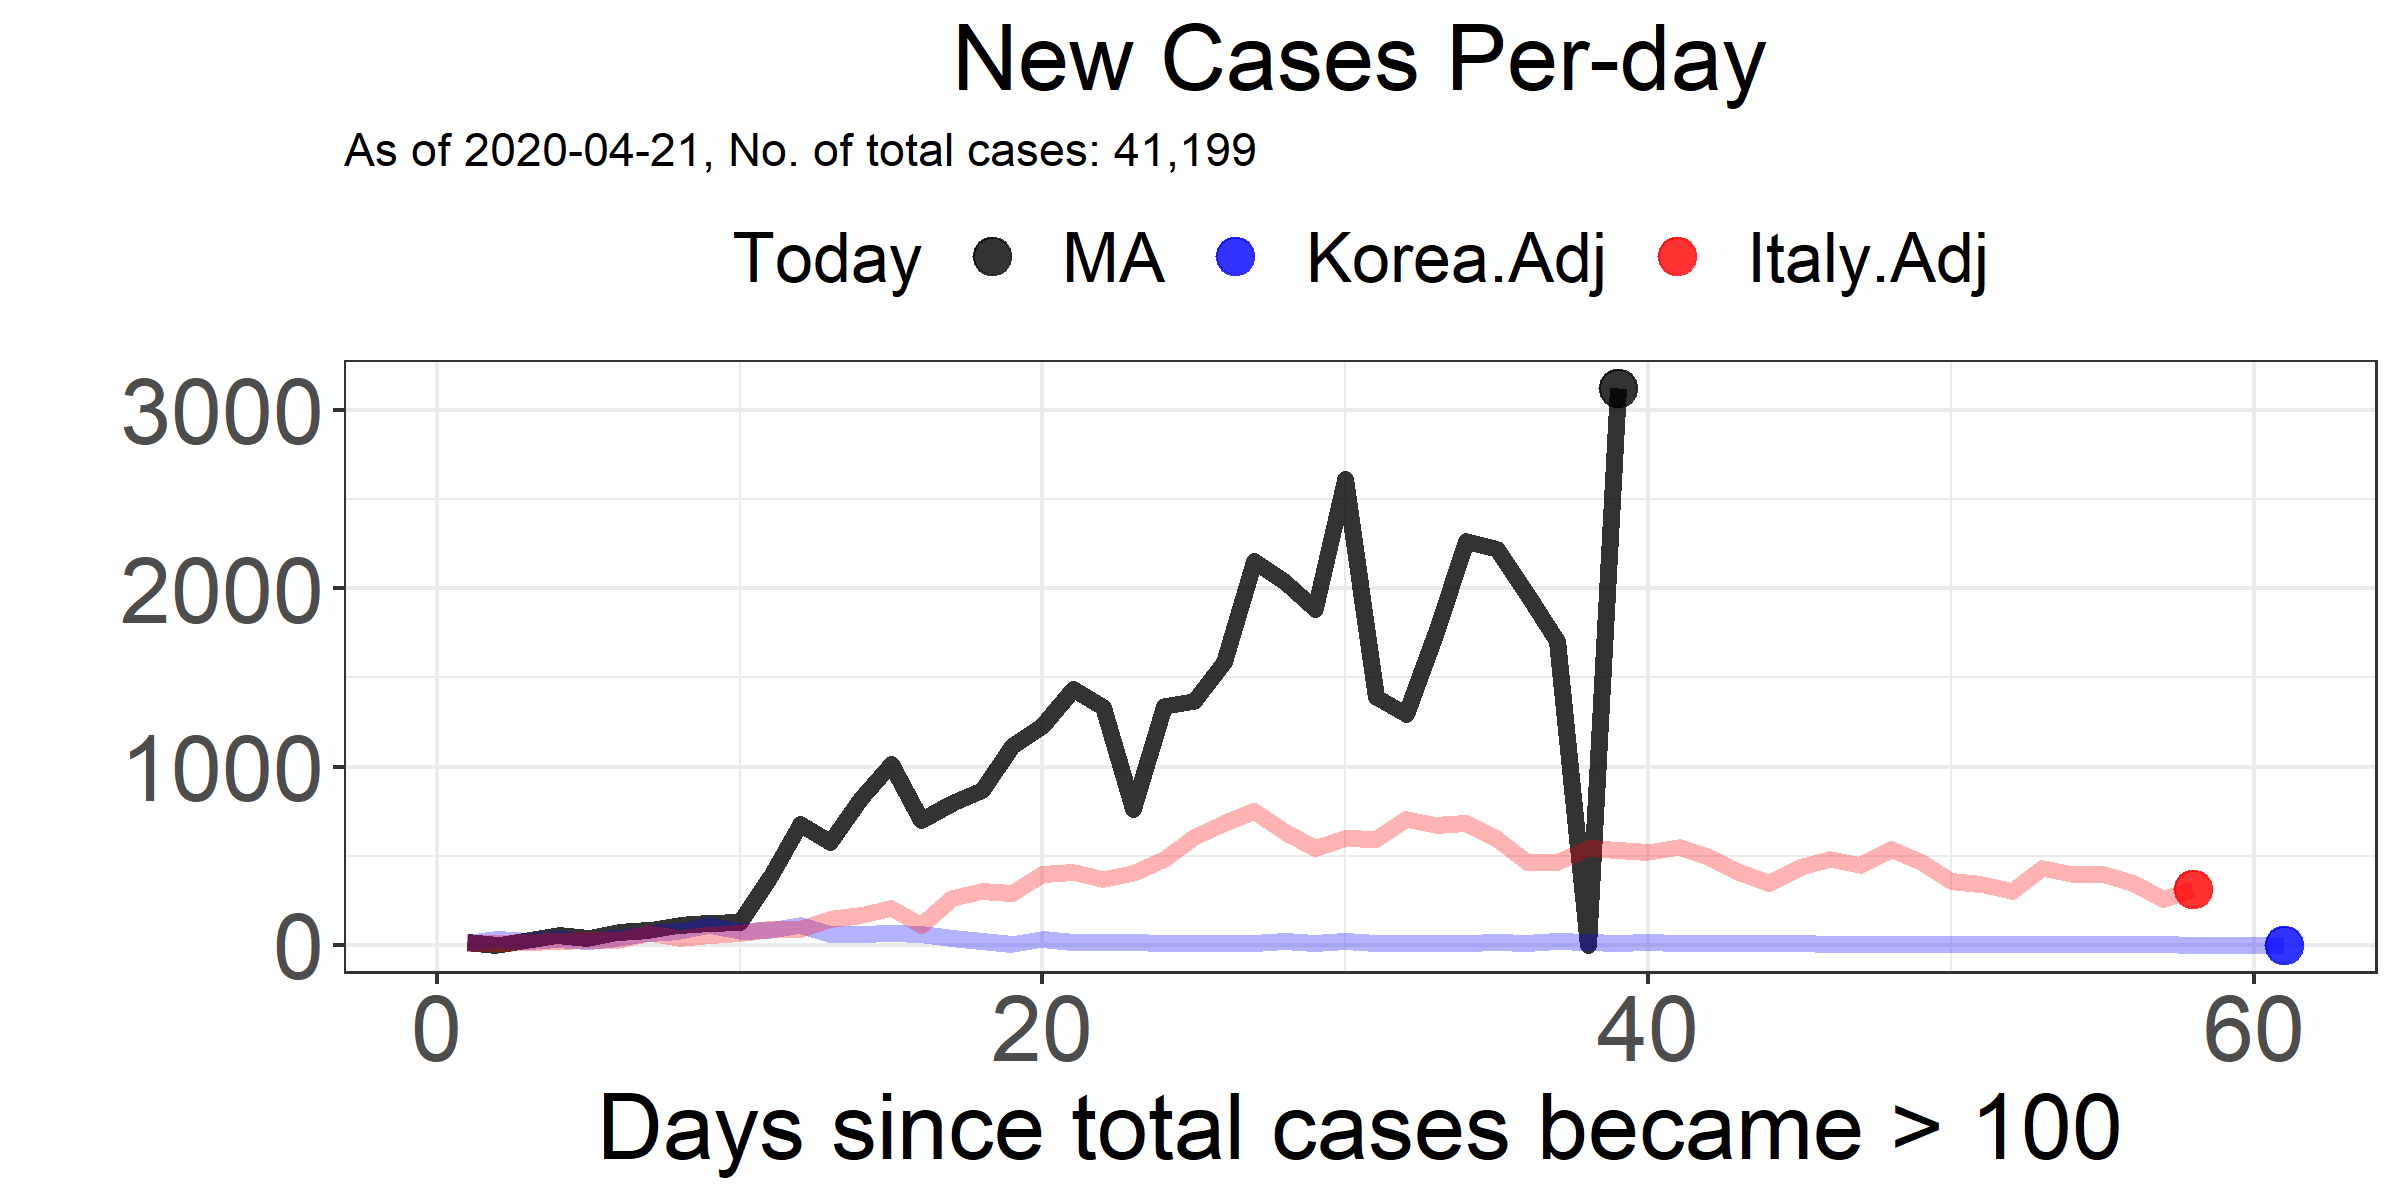 New Cases Per-day
As of 2020-04-21, No. of total cases: 41,199
Today MA Korea.Adj Italy.Adj
3000
2000
1000
0
0 20 40 60
Days since total cases became > 100